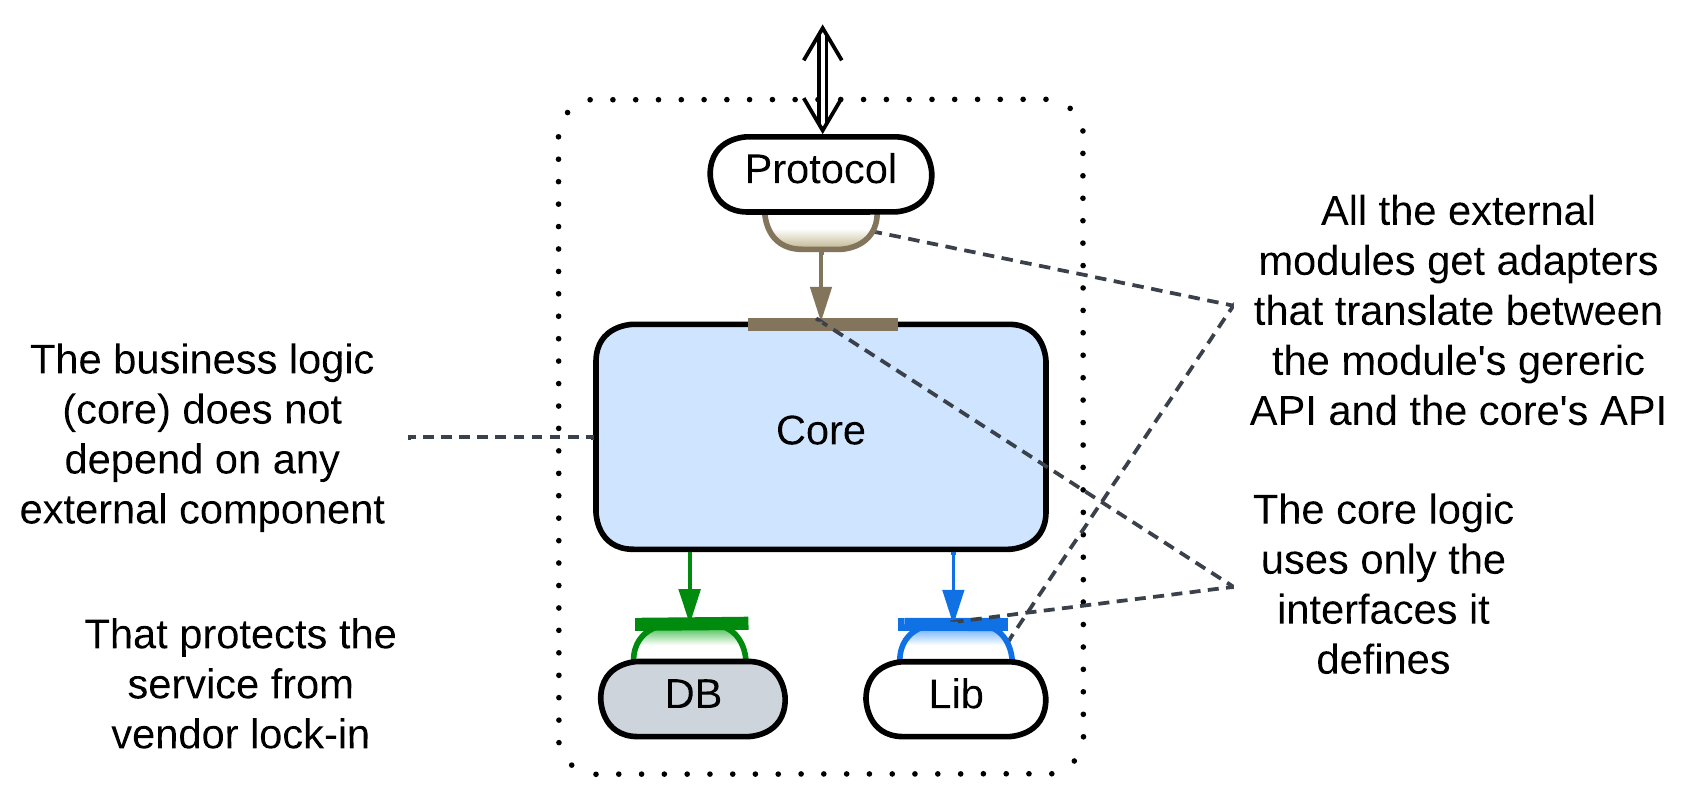 Protocol
All the external
modules get adapters
that translate between
the module's gereric
API and the core's API
The business logic
(core) does not
depend on any
external component
Core
The core logic
uses only the
interfaces it
defines
That protects the
service from
vendor lock-in
DB
Lib